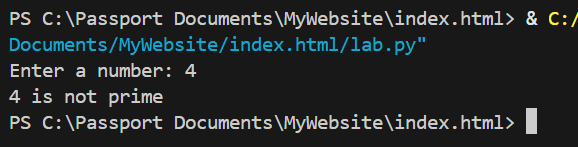 PS C:\Passport Documents\MyWebsite\index.html> & C:/
Documents/MyWebsite/index.html/lab.py"
Enter a number: 4
4 is not prime
PS C:\Passport Documents\MyWebsite\index.html>